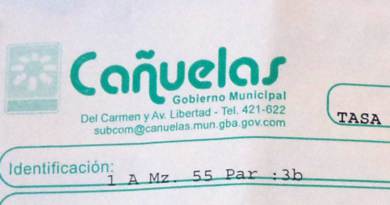 Cañuelas
Gobierno Municipal
Del Carmen y Av. Libertad - Tel. 421-622
subcom@canuelas.mun.gba.gov.com
TASA
Identificación:
1 A Mz. 55 Par :3b